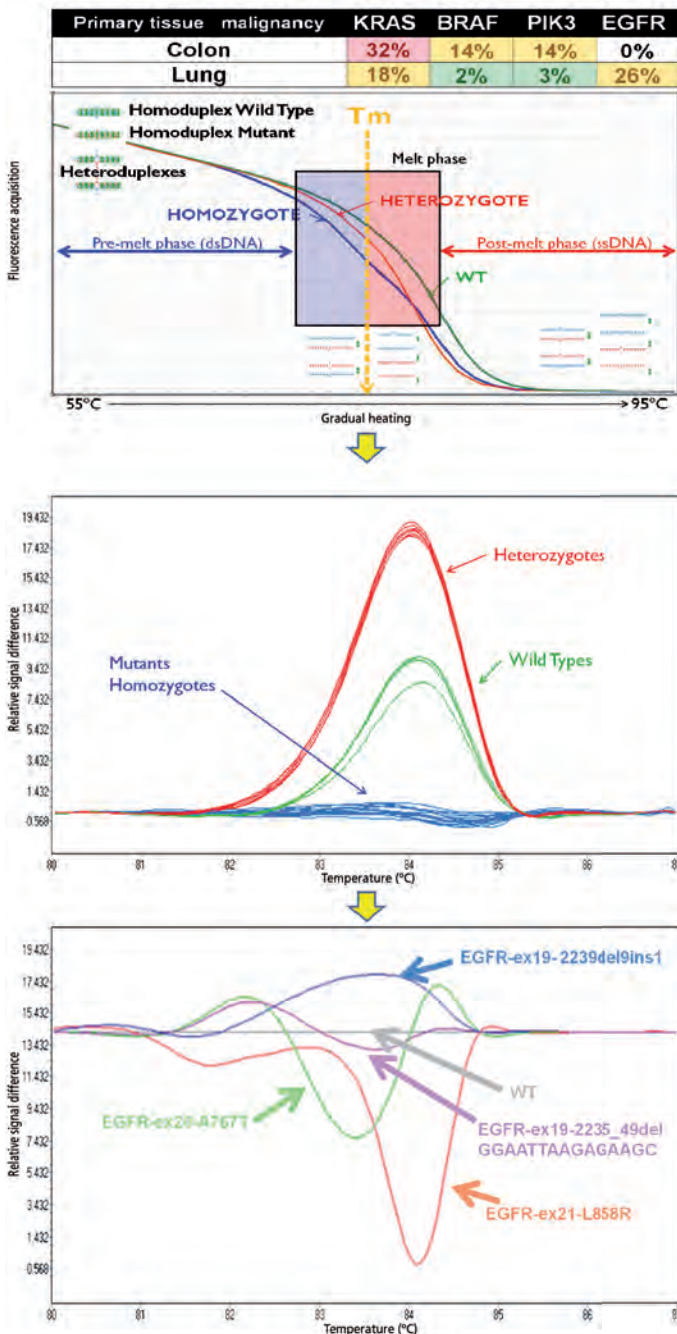 Primary tissue malignancy KRAS BRAF PIK3 EGFR
Colon 32% 14% 14% 0%
Lung 18% 2% 3% 26%
Homoduplex Wild Type
Homoduplex Mutant
Heteroduplexes
Tm
Melt phase
HETEROZYGOTE
HOMOZYGOTE
Pre-melt phase (dsDNA)
Post-melt phase (ssDNA)
WT
Fluorescence acquisition
55°C
95°C
Gradual heating
19 432
17 432
15 432
13 432
11 432
9 432
7 432
5 432
3 432
1 432
0.568
Relative signal difference
Heterozygotes
Mutants
Homozygotes
Wild Types
80 81 82 83 84 85 86
Temperature (°C)
19 432
17 432
15 432
13 432
11 432
9 432
7 432
5 432
3 432
1 432
0.568
Relative signal difference
EGFR-ex19-2239del9ins1
WT
EGFR-ex20-A767T
EGFR-ex19-2235_49del
GGAATTAAGAGAAGC
EGFR-ex21-L858R
80 81 82 83 84 85 86
Temperature (°C)